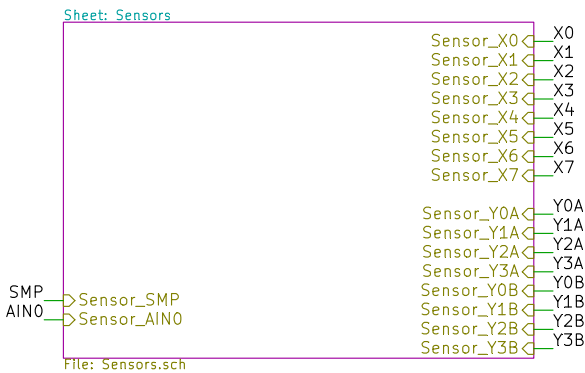 Sheet: Sensors
Sensor_X0 X0
Sensor_X1 X1
Sensor_X2 X2
Sensor_X3 X3
Sensor_X4 X4
Sensor_X5 X5
Sensor_X6 X6
Sensor_X7 X7
Sensor_Y0A Y0A
Sensor_Y1A Y1A
Sensor_Y2A Y2A
Sensor_Y3A Y3A
Sensor_Y0B Y0B
SMP Sensor_SMP
Sensor_Y1B Y1B
AIN0 Sensor_AIN0
Sensor_Y2B Y2B
Sensor_Y3B Y3B
File: Sensors.sch